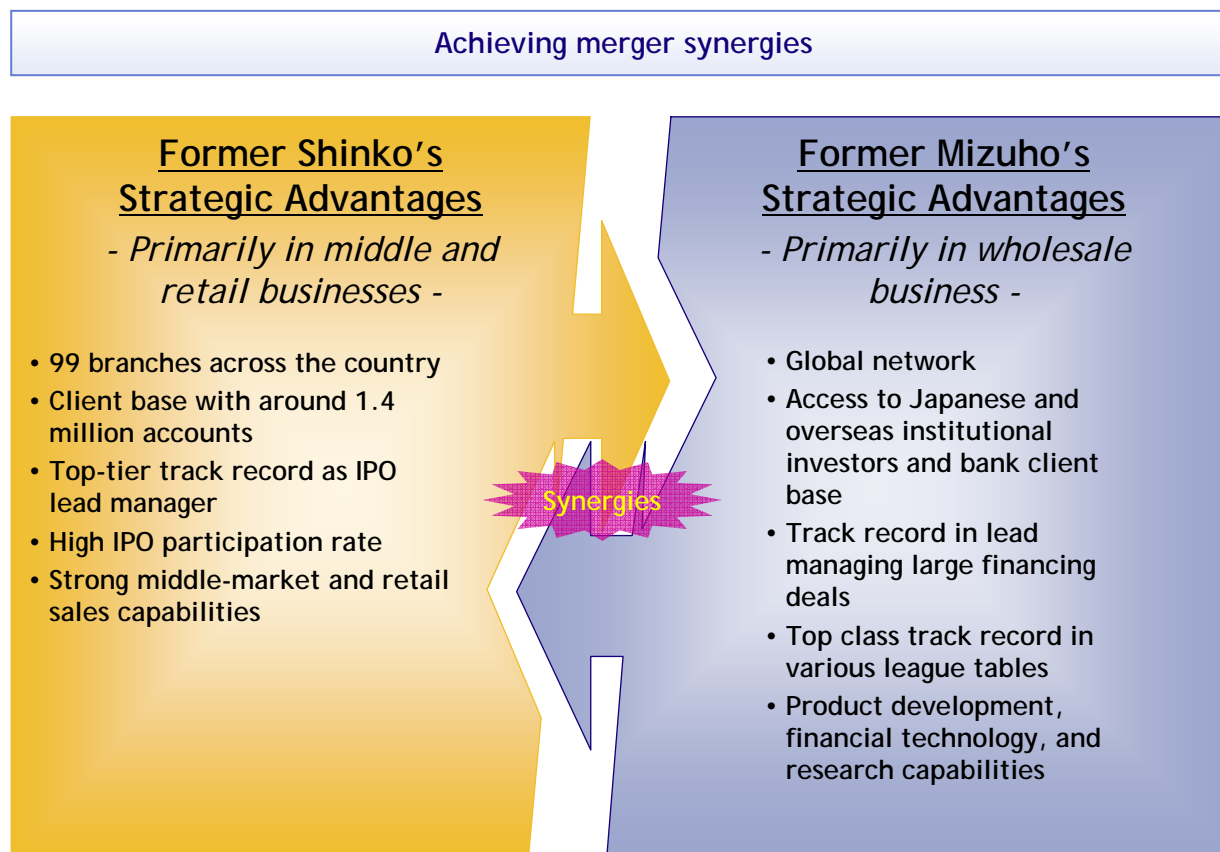 Achieving merger synergies
Former Shinko's
Strategic Advantages
- Primarily in middle and
retail businesses -
• 99 branches across the country
• Client base with around 1.4
million accounts
• Top-tier track record as IPO
lead manager
• High IPO participation rate
• Strong middle-market and retail
sales capabilities
Synergies
Former Mizuho's
Strategic Advantages
- Primarily in wholesale
business -
• Global network
• Access to Japanese and
overseas institutional
investors and bank client
base
• Track record in lead
managing large financing
deals
• Top class track record in
various league tables
• Product development,
financial technology, and
research capabilities